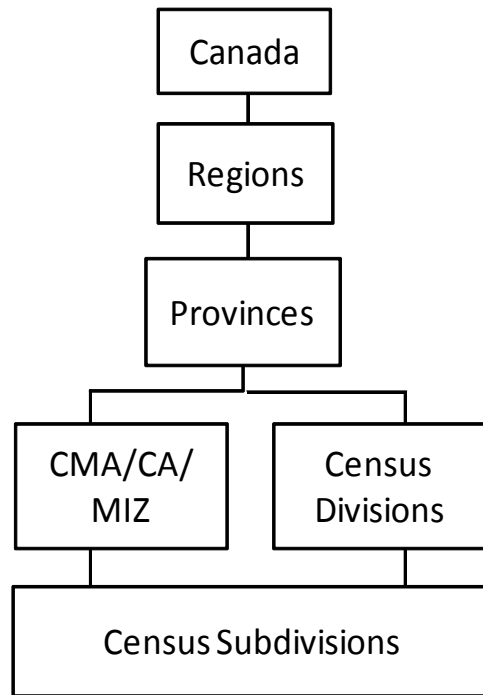 Canada
Regions
Provinces
CMA/CA/
MIZ
Census
Divisions
Census Subdivisions